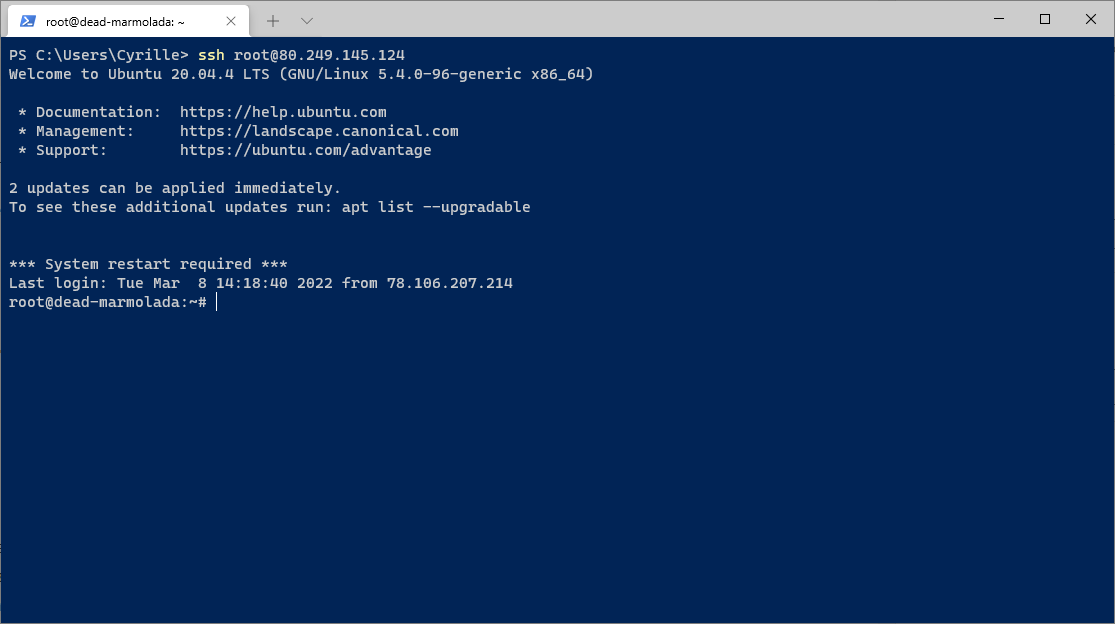 root@dead-marmolada: ~
PS C:\Users\Cyrille> ssh root@80.249.145.124
Welcome to Ubuntu 20.04.4 LTS (GNU/Linux 5.4.0-96-generic x86_64)
* Documentation:  https://help.ubuntu.com
* Management:     https://landscape.canonical.com
* Support:        https://ubuntu.com/advantage
2 updates can be applied immediately.
To see these additional updates run: apt list --upgradable
*** System restart required ***
Last login: Tue Mar  8 14:18:40 2022 from 78.106.207.214
root@dead-marmolada:~#